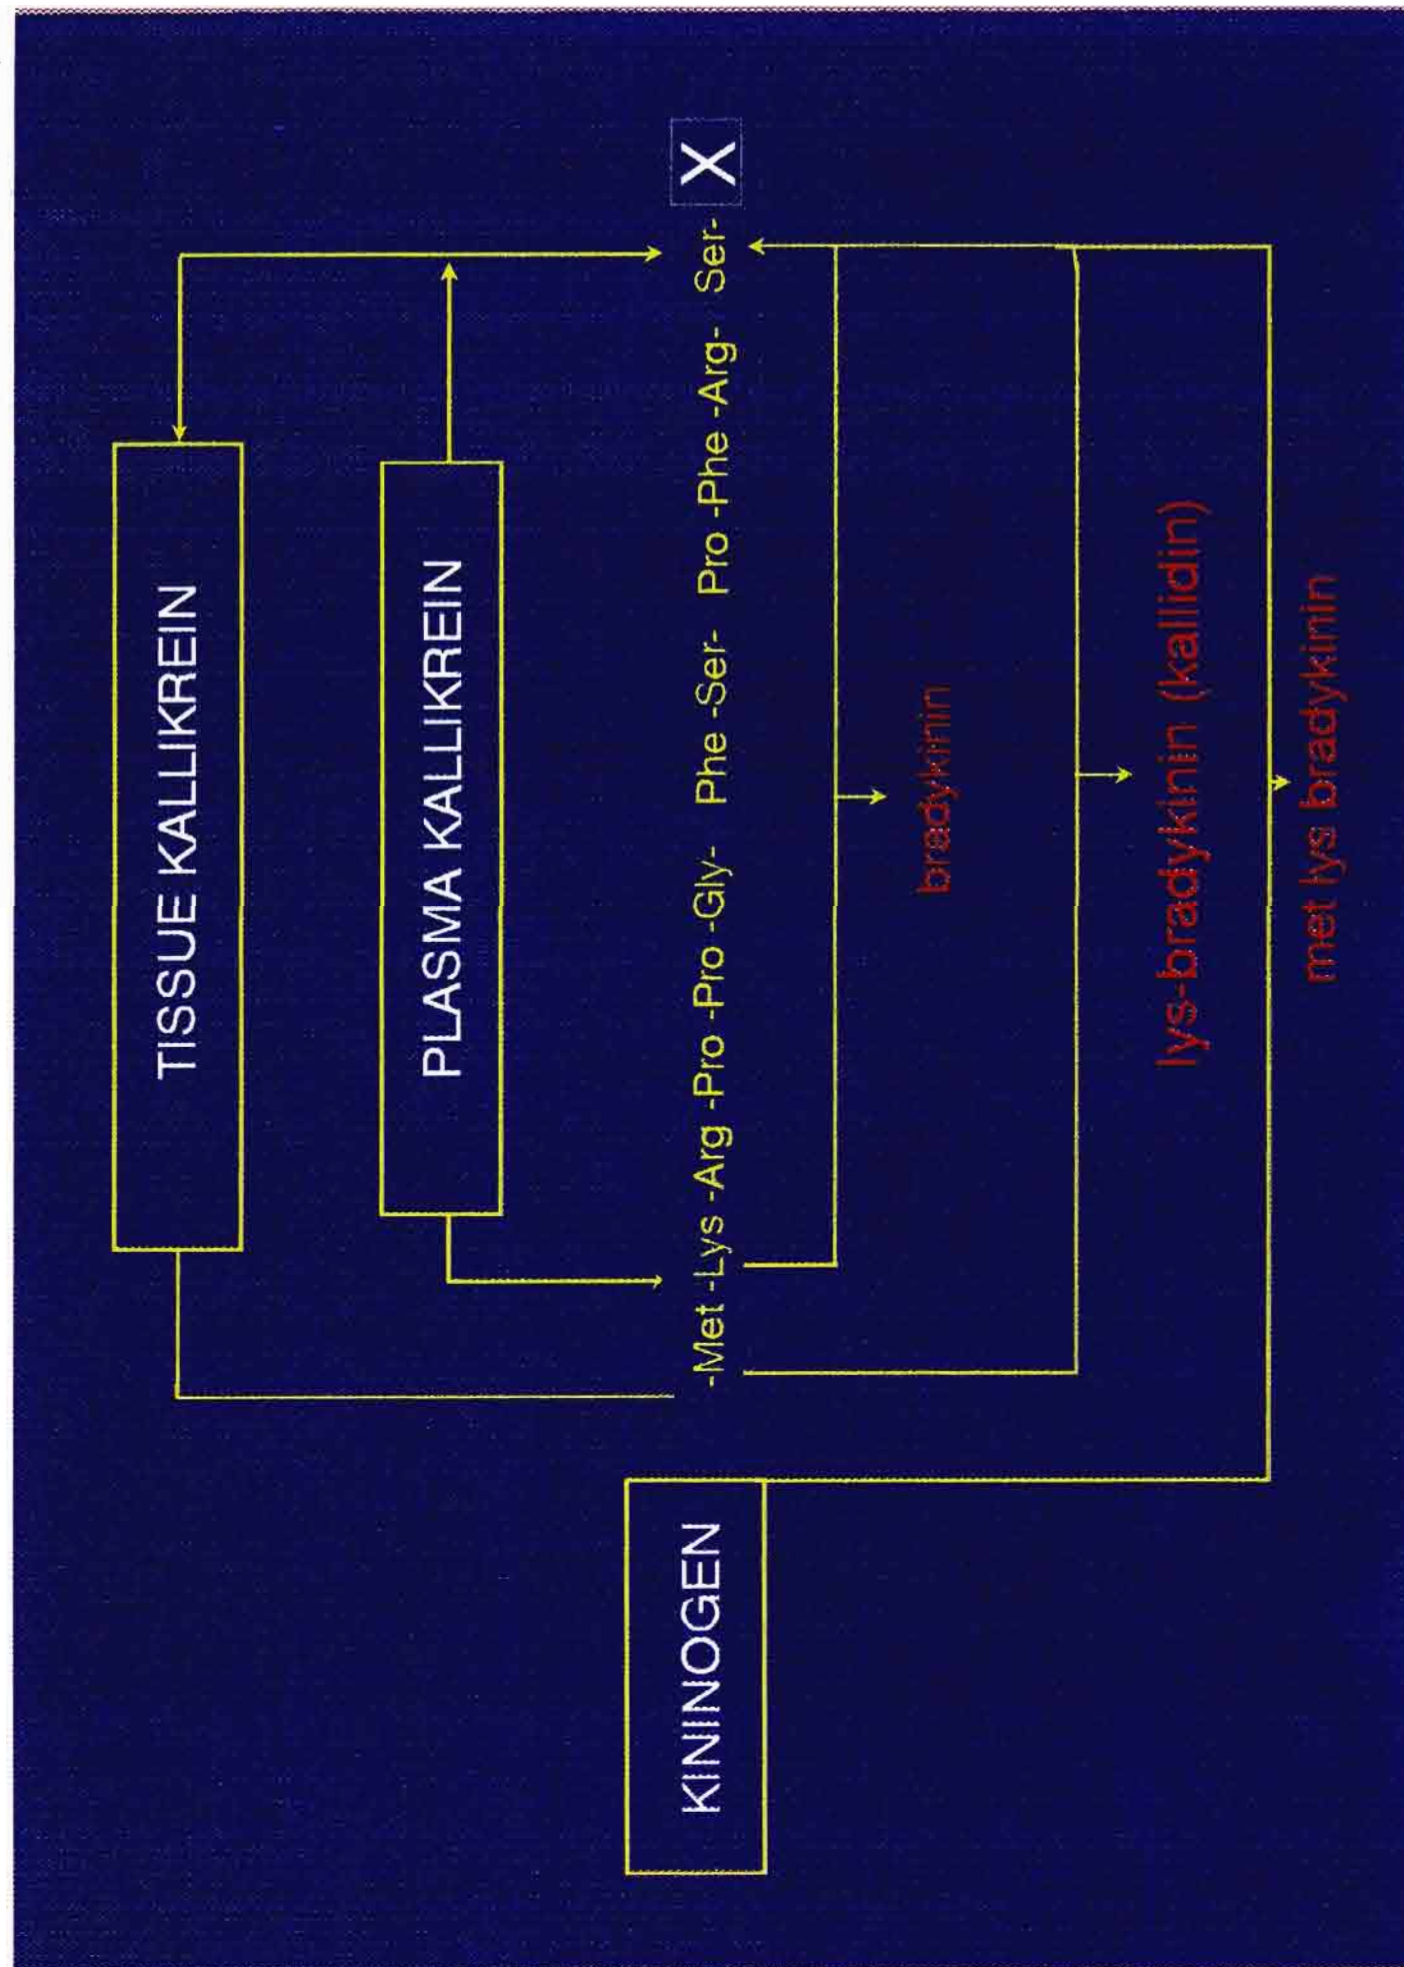 TISSUE KALLIKREIN
PLASMA KALLIKREIN
KININOGEN
-Met -Lys -Arg -Pro -Pro -Gly- Phe -Ser- Pro -Phe -Arg- Ser- X
bradykinin
lys-bradykinin (kallidin)
met lys bradykinin